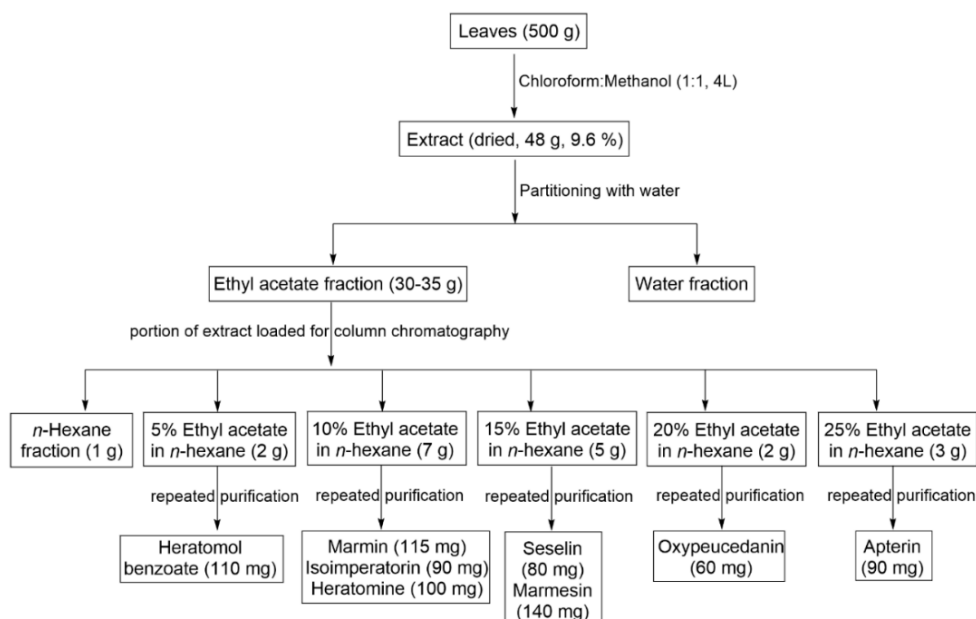 Leaves (500 g)
Chloroform:Methanol (1:1, 4L)
Extract (dried, 48 g, 9.6 %)
Partitioning with water
Ethyl acetate fraction (30-35 g)
Water fraction
portion of extract loaded for column chromatography
n-Hexane
fraction (1 g)
5% Ethyl acetate
in n-hexane (2 g)
10% Ethyl acetate
in n-hexane (7 g)
15% Ethyl acetate
in n-hexane (5 g)
20% Ethyl acetate
in n-hexane (2 g)
25% Ethyl acetate
in n-hexane (3 g)
repeated purification
repeated purification
repeated purification
repeated purification
repeated purification
Heratomol
benzoate (110 mg)
Marmin (115 mg)
Isoimperatorin (90 mg)
Heratomine (100 mg)
Seselin
(80 mg)
Marmesin
(140 mg)
Oxypeucedanin
(60 mg)
Apterin
(90 mg)